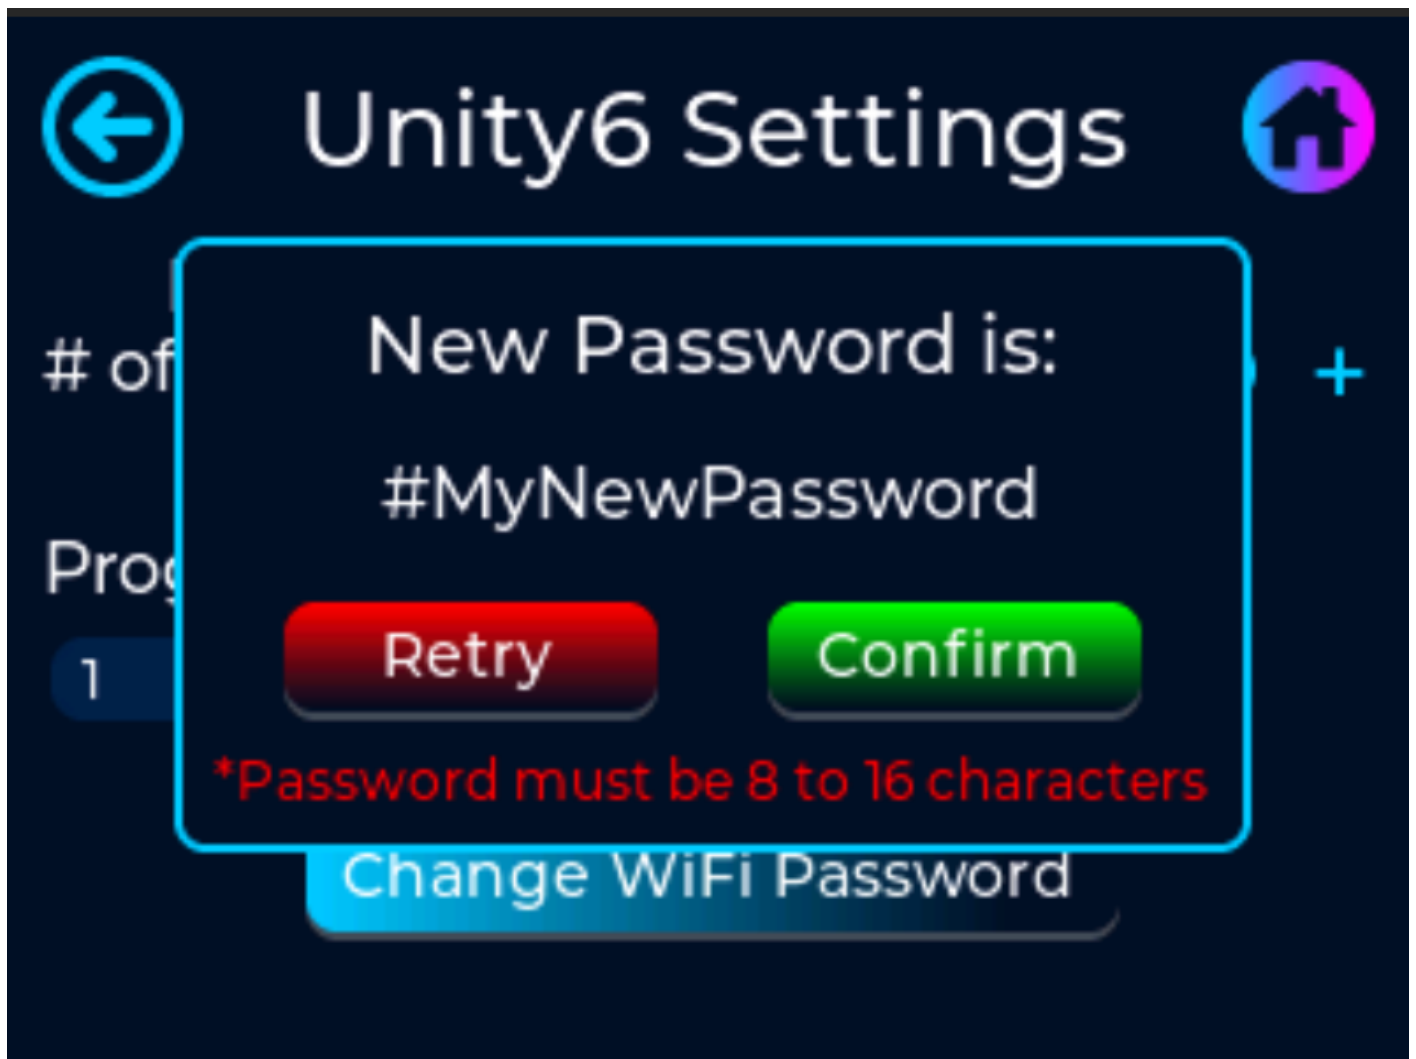 Unity6 Settings
New Password is:
# of
+
#MyNewPassword
1
Retry
Confirm
*Password must be 8 to 16 characters
Change WiFi Password